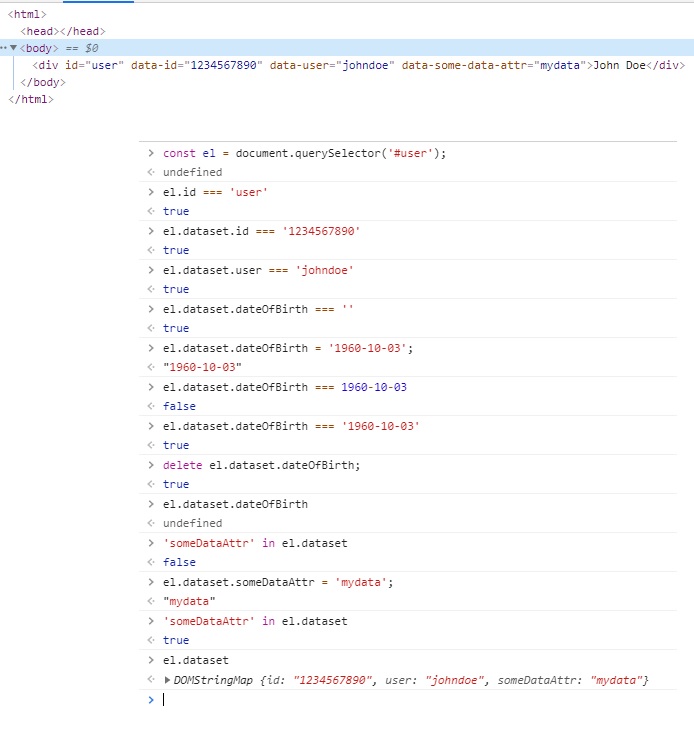 <html>
<head></head>
<body> == $0
<div id="user" data-id="1234567890" data-user="johndoe" data-some-data-attr="mydata">John Doe</div>
</body>
</html>
const el = document.querySelector('#user');
undefined
el.id === 'user'
true
el.dataset.id === '1234567890'
true
el.dataset.user === 'johndoe'
true
el.dataset.dateOfBirth === ''
true
el.dataset.dateOfBirth = '1960-10-03';
"1960-10-03"
el.dataset.dateOfBirth === 1960-10-03
false
el.dataset.dateOfBirth === '1960-10-03'
true
delete el.dataset.dateOfBirth;
true
el.dataset.dateOfBirth
undefined
'someDataAttr' in el.dataset
false
el.dataset.someDataAttr = 'mydata';
"mydata"
'someDataAttr' in el.dataset
true
el.dataset
DOMStringMap {id: "1234567890", user: "johndoe", someDataAttr: "mydata"}